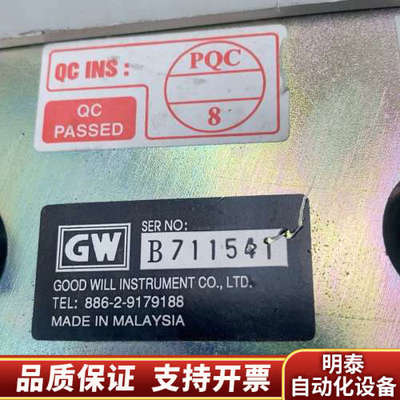 QC INS :
PQC
8
QC
PASSED
GW
SER NO:
B711541
GOOD WILL INSTRUMENT CO., LTD.
TEL: 886-2-9179188
MADE IN MALAYSIA
品质保证 支持开票
明泰
自动化设备